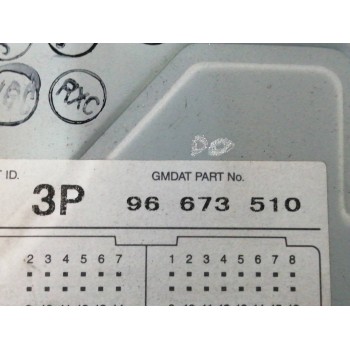 RXC
DO
T ID. GMDAT PART No.
3P 96 673 510
2 3 4 5 6 7 1 2 3 4 5 6 7 8